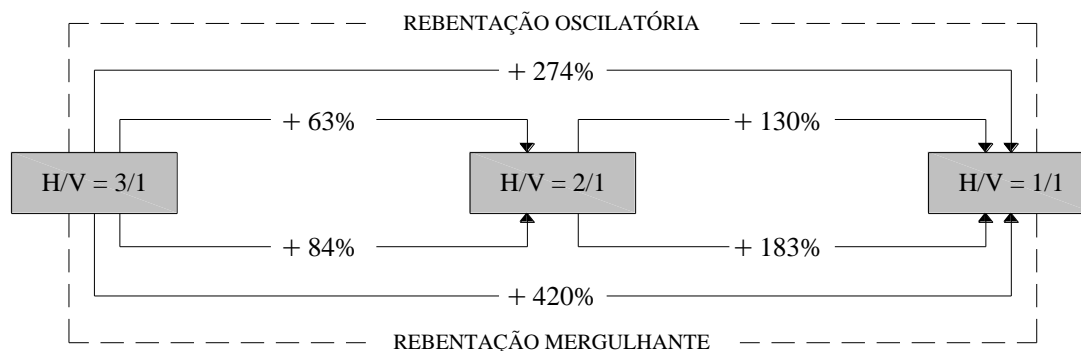 REBENTAÇÃO OSCILATÓRIA
+ 274%
+ 63%
+ 130%
H/V = 3/1
H/V = 2/1
H/V = 1/1
+ 84%
+ 183%
+ 420%
REBENTAÇÃO MERGULHANTE